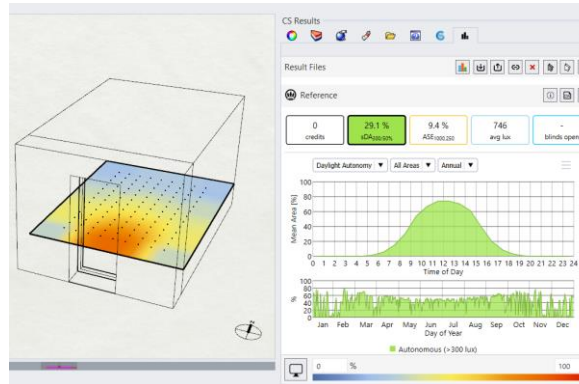 CS Results
Result Files
Reference
0
credits
29.1 %
sDA300,50%
9.4 %
ASE1000,250
746
avg lux
-
blinds open
Daylight Autonomy ▼ All Areas ▼ Annual ▼
Mean Area [%]
100
80
60
40
20
0
0 1 2 3 4 5 6 7 8 9 10 11 12 13 14 15 16 17 18 19 20 21 22 23 24
Time of Day
%
100
80
60
40
20
0
Jan Feb Mar Apr May Jun Jul Aug Sep Oct Nov Dec
Day of Year
Autonomous (>300 lux)
0 % 100